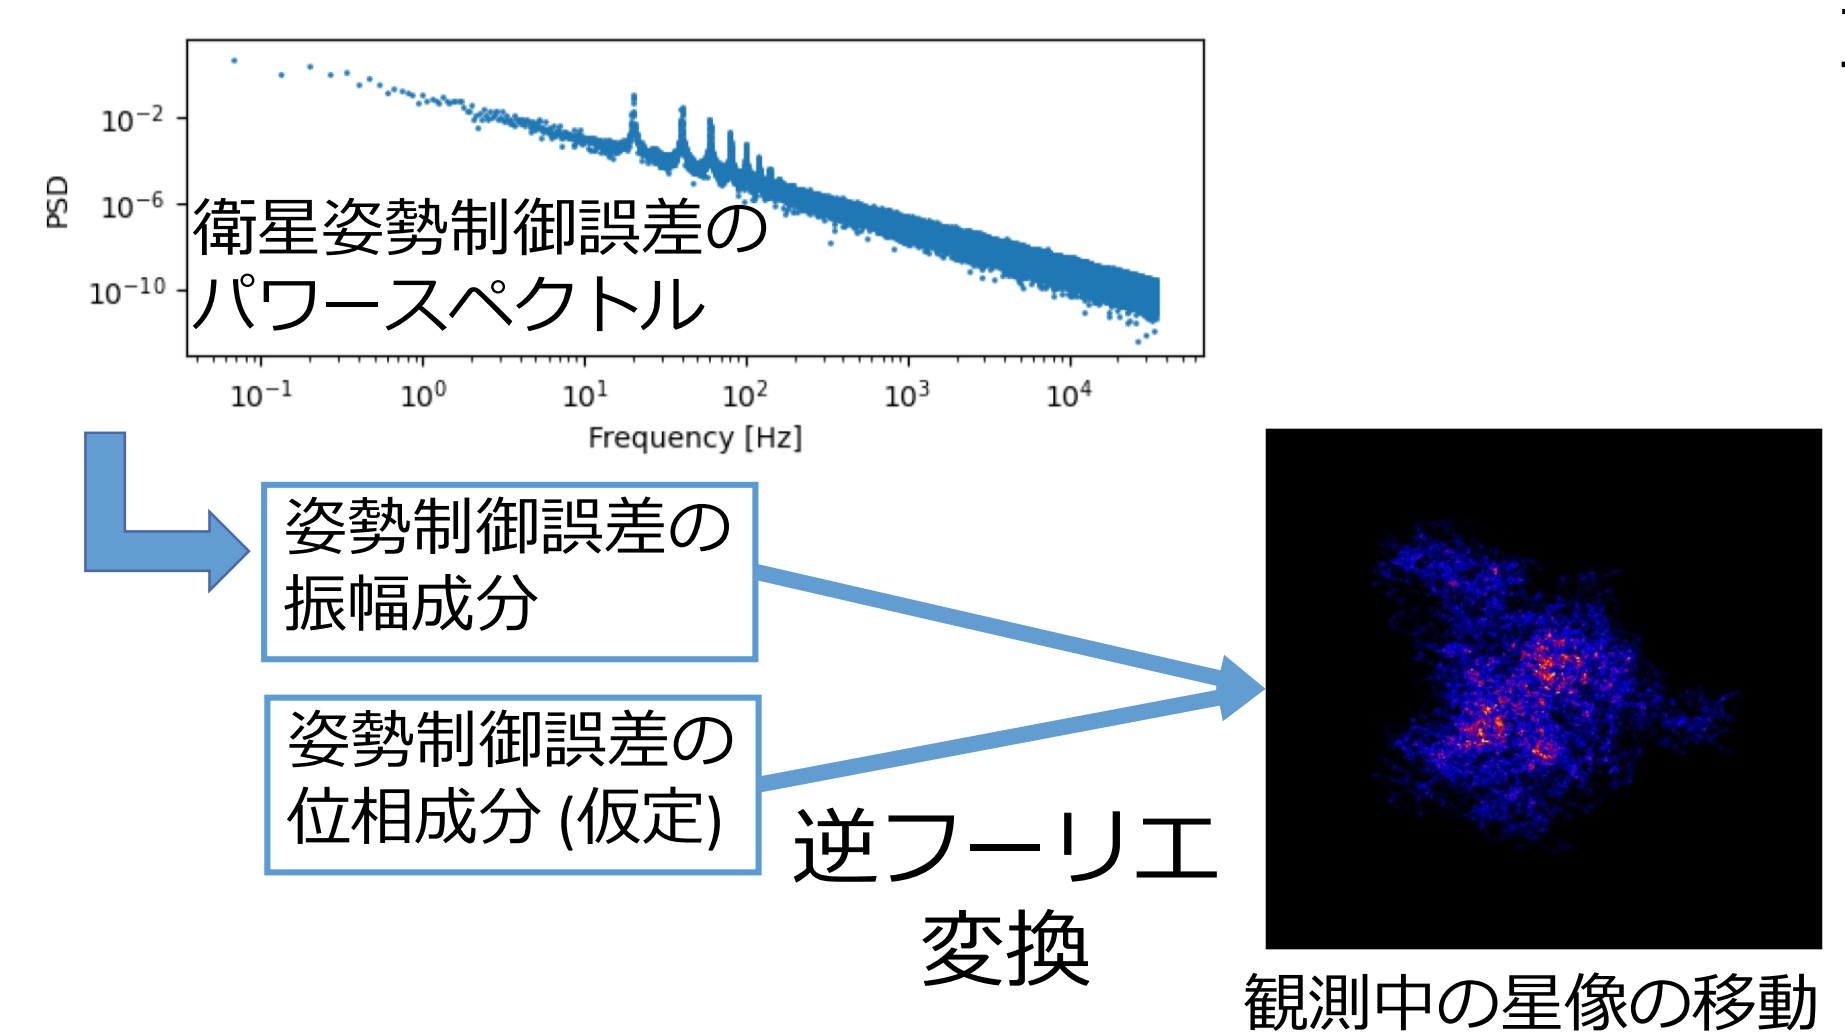 PSD
10⁻²
10⁻⁶
10⁻¹⁰
衛星姿勢制御誤差の
パワースペクトル
10⁻¹ 10⁰ 10¹ 10² 10³ 10⁴
Frequency [Hz]
姿勢制御誤差の
振幅成分
姿勢制御誤差の
位相成分 (仮定)
逆フーリエ
変換
観測中の星像の移動